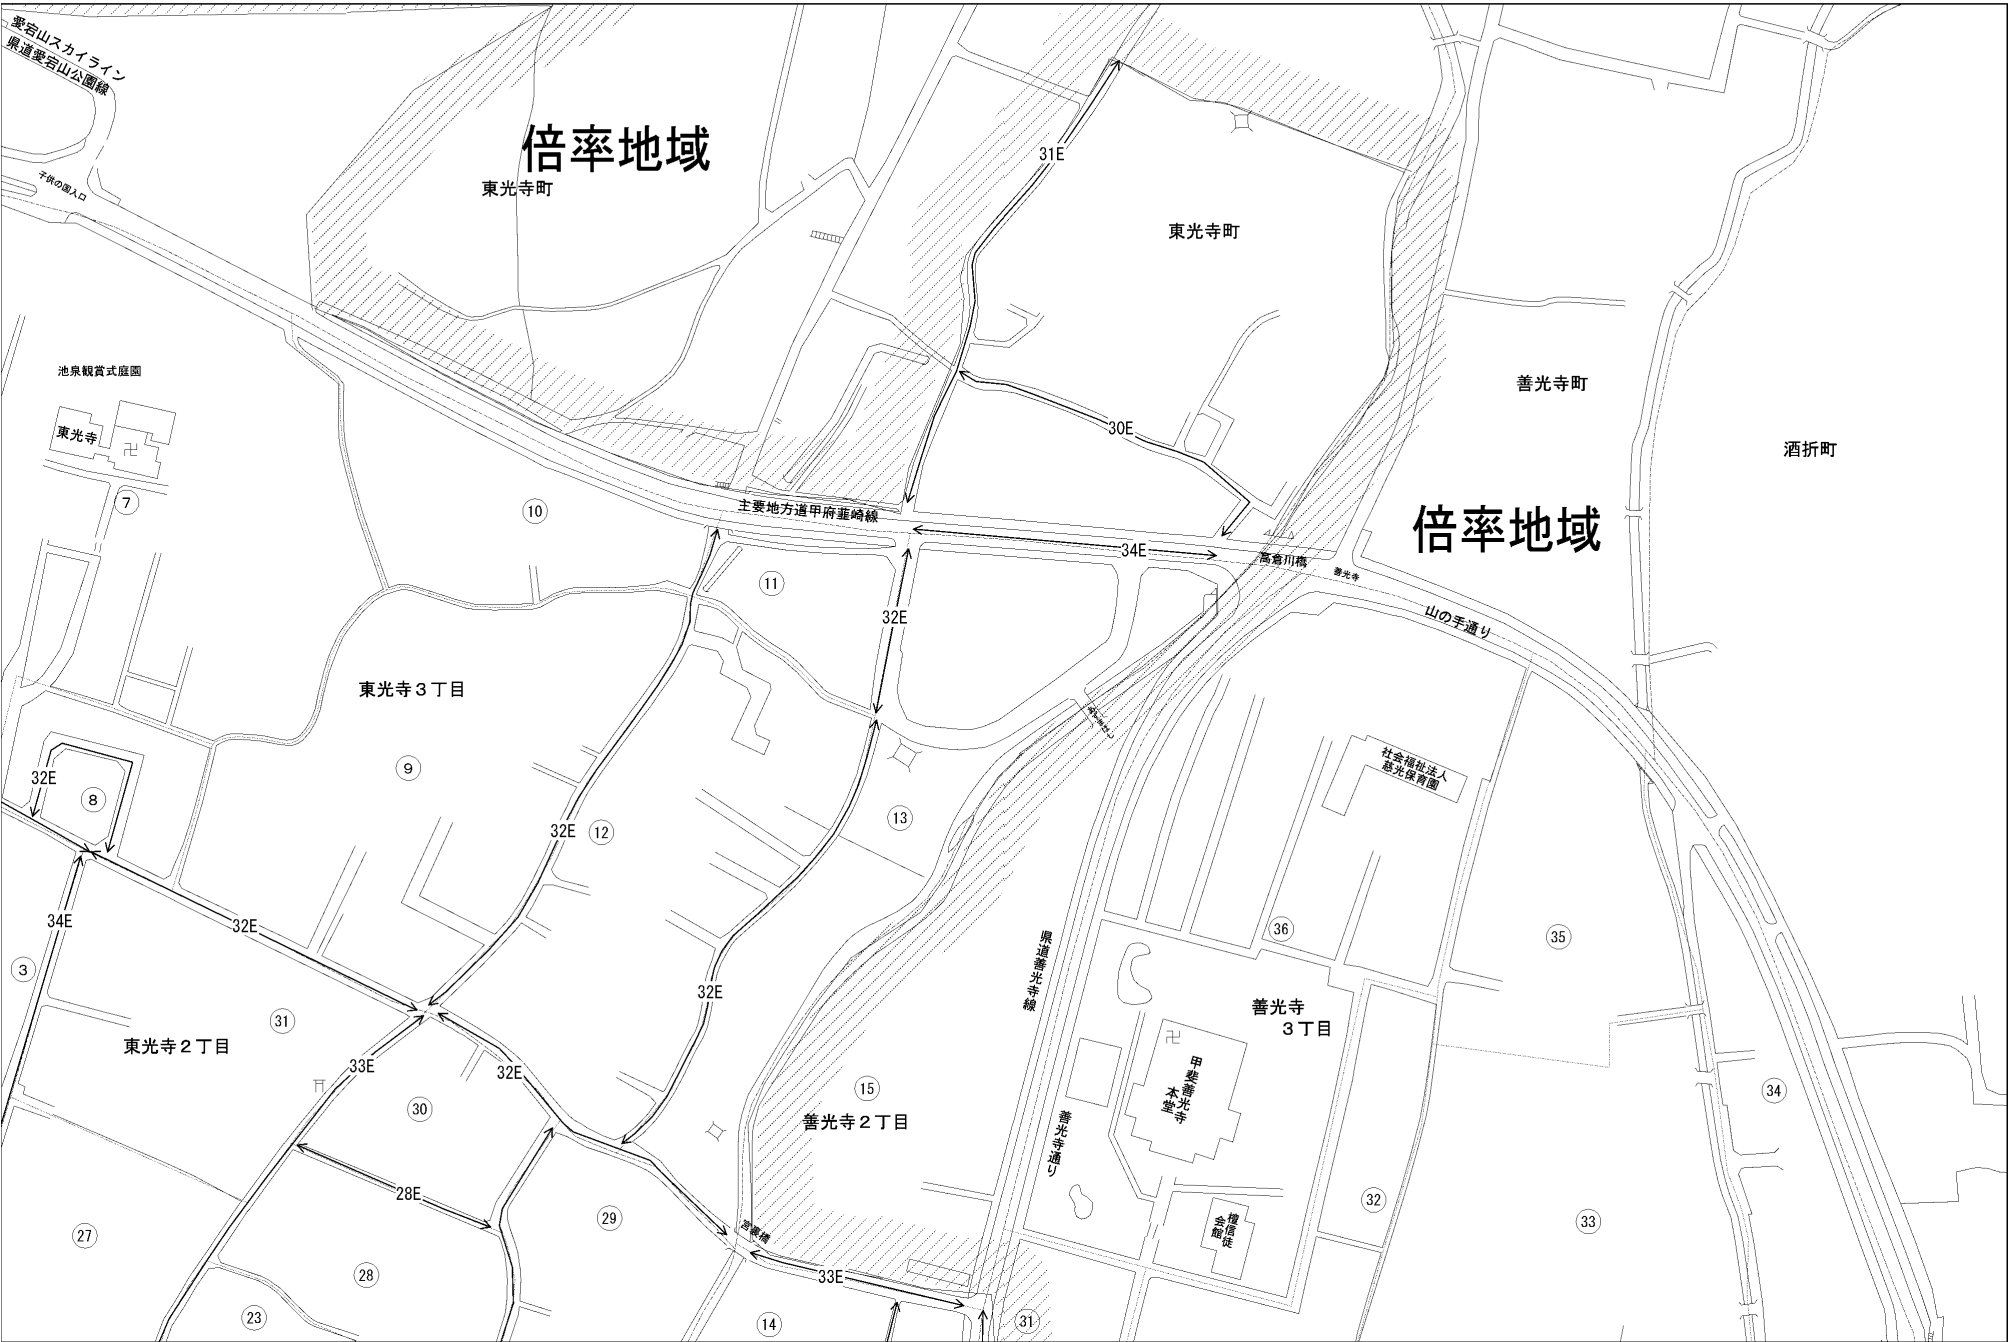 愛宕山スカイライン
県道愛宕山公園線
子供の国入口
倍率地域
東光寺町
31E
東光寺町
池泉観賞式庭園
東光寺
卍
7
10
主要地方道甲府韮崎線
30E
34E
高倉川橋
善光寺
善光寺町
酒折町
倍率地域
山の手通り
11
32E
東光寺３丁目
9
32E
8
32E
12
13
社会福祉法人
慈光保育園
34E
32E
3
31
東光寺２丁目
33E
30
32E
32E
県道善光寺線
36
35
善光寺
３丁目
卍
甲斐善光寺
本堂
15
善光寺２丁目
善光寺通り
34
28E
29
宮裏橋
檀信徒
会館
32
33
27
28
33E
23
14
31